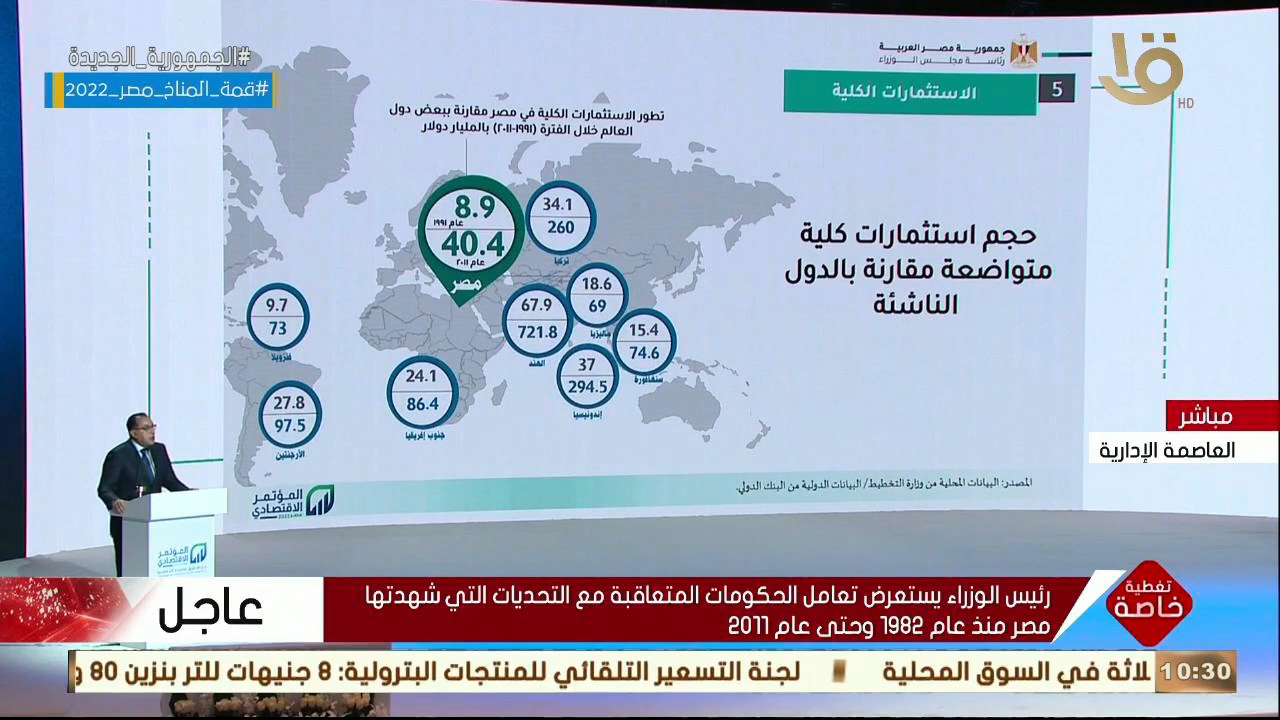 #الجمهورية_الجديدة
#قمة_المناخ_مصر_2022
جمهورية مصر العربية
رئاسة مجلس الوزراء
HD
5
الاستثمارات الكلية
تطور الاستثمارات الكلية في مصر مقارنة ببعض دول
العالم خلال الفترة (١٩٩١-٢٠١١) بالمليار دولار
8.9
عام ١٩٩١
40.4
عام ٢٠١١
مصر
34.1
260
تركيا
حجم استثمارات كلية
متواضعة مقارنة بالدول
الناشئة
18.6
69
ماليزيا
67.9
721.8
الهند
15.4
74.6
سنغافورة
37
294.5
إندونيسيا
9.7
73
فنزويلا
24.1
86.4
جنوب إفريقيا
27.8
97.5
الأرجنتين
مباشر
العاصمة الإدارية
المصدر: البيانات المحلية من وزارة التخطيط/ البيانات الدولية من البنك الدولي.
المؤتمر
الاقتصادي
المؤتمر
الاقتصادي
تغطية
خاصة
رئيس الوزراء يستعرض تعامل الحكومات المتعاقبة مع التحديات التي شهدتها
مصر منذ عام 1982 وحتى عام 2011
عاجل
10:30
لاثة في السوق المحلية
لجنة التسعير التلقائي للمنتجات البترولية: 8 جنيهات للتر بنزين 80 و